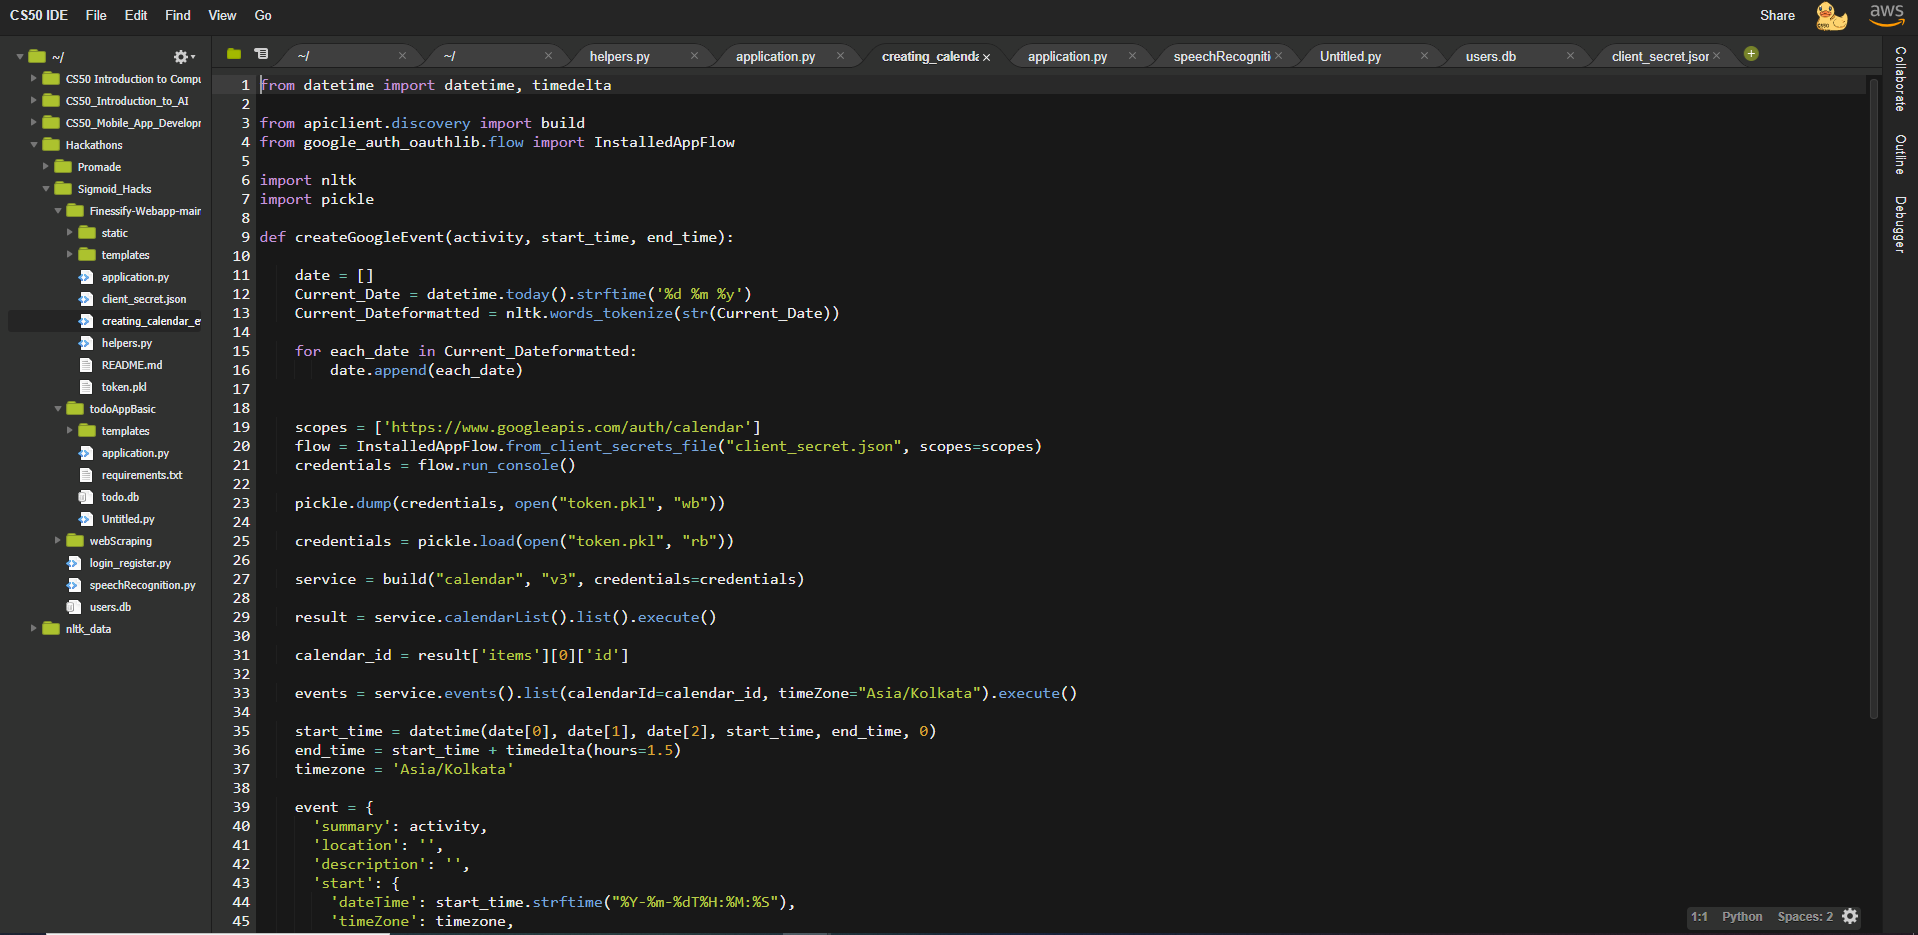 CS50 IDE File Edit Find View Go Share aws
~/
CS50 Introduction to Compu
CS50_Introduction_to_AI
CS50_Mobile_App_Developr
Hackathons
Promade
Sigmoid_Hacks
Finessify-Webapp-mair
static
templates
application.py
client_secret.json
creating_calendar_e
helpers.py
README.md
token.pkl
todoAppBasic
templates
application.py
requirements.txt
todo.db
Untitled.py
webScraping
login_register.py
speechRecognition.py
users.db
nltk_data
~/ ~/ helpers.py application.py creating_calenda application.py speechRecogniti Untitled.py users.db client_secret.jsor
1 from datetime import datetime, timedelta
2
3 from apiclient.discovery import build
4 from google_auth_oauthlib.flow import InstalledAppFlow
5
6 import nltk
7 import pickle
8
9 def createGoogleEvent(activity, start_time, end_time):
10
11     date = []
12     Current_Date = datetime.today().strftime('%d %m %y')
13     Current_Dateformatted = nltk.words_tokenize(str(Current_Date))
14
15     for each_date in Current_Dateformatted:
16         date.append(each_date)
17
18
19     scopes = ['https://www.googleapis.com/auth/calendar']
20     flow = InstalledAppFlow.from_client_secrets_file("client_secret.json", scopes=scopes)
21     credentials = flow.run_console()
22
23     pickle.dump(credentials, open("token.pkl", "wb"))
24
25     credentials = pickle.load(open("token.pkl", "rb"))
26
27     service = build("calendar", "v3", credentials=credentials)
28
29     result = service.calendarList().list().execute()
30
31     calendar_id = result['items'][0]['id']
32
33     events = service.events().list(calendarId=calendar_id, timeZone="Asia/Kolkata").execute()
34
35     start_time = datetime(date[0], date[1], date[2], start_time, end_time, 0)
36     end_time = start_time + timedelta(hours=1.5)
37     timezone = 'Asia/Kolkata'
38
39     event = {
40       'summary': activity,
41       'location': '',
42       'description': '',
43       'start': {
44         'dateTime': start_time.strftime("%Y-%m-%dT%H:%M:%S"),
45         'timeZone': timezone,
1:1 Python Spaces: 2
Collaborate
Outline
Debugger